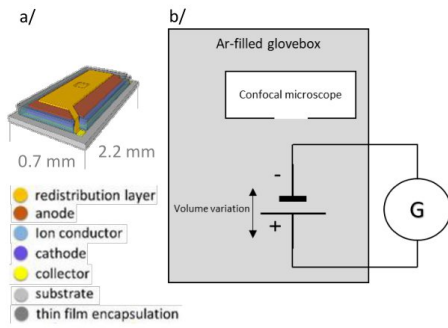 a/
b/
Ar-filled glovebox
Confocal microscope
0.7 mm
2.2 mm
redistribution layer
anode
Ion conductor
cathode
collector
substrate
thin film encapsulation
Volume variation
-
+
G